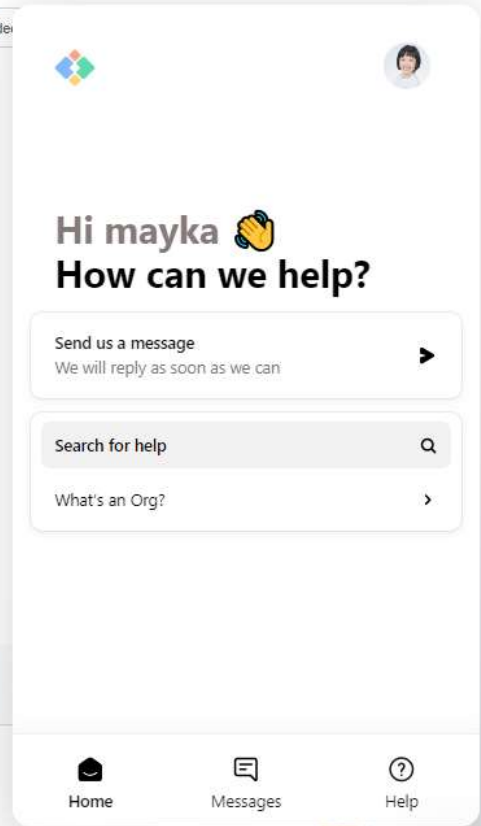 Hi mayka 👋
How can we help?
Send us a message
We will reply as soon as we can
Search for help
What's an Org?
Home
Messages
Help